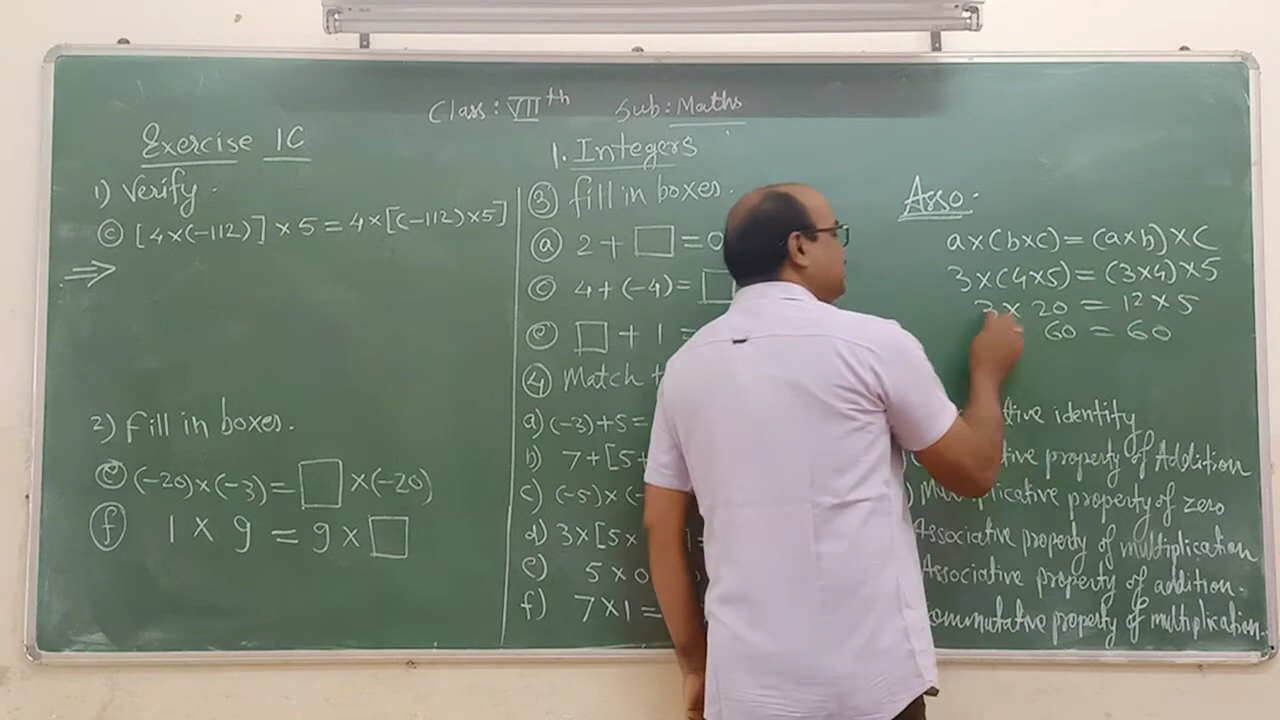 Class: VIIth Sub: Maths
Exercise 1C
1) Verify.
(c) [4×(-112)]×5=4×[(-112)×5]
⇒
2) Fill in boxes.
(e) (-20)×(-3)=□×(-20)
(f) 1×9=9×□
1. Integers
(3) fill in boxes.
(a) 2+□=0
(c) 4+(-4)=□
(e) □+1=
(4) Match
a) (-3)+5=
b) 7+[5+
c) (-5)×(-
d) 3×[5×
e) 5×0
f) 7×1=
Asso.
a×(b×c)=(a×b)×c
3×(4×5)=(3×4)×5
3×20=12×5
60=60
identity
property of Addition
property of zero
Associative property of multiplication
Associative property of addition.
property of multiplication.